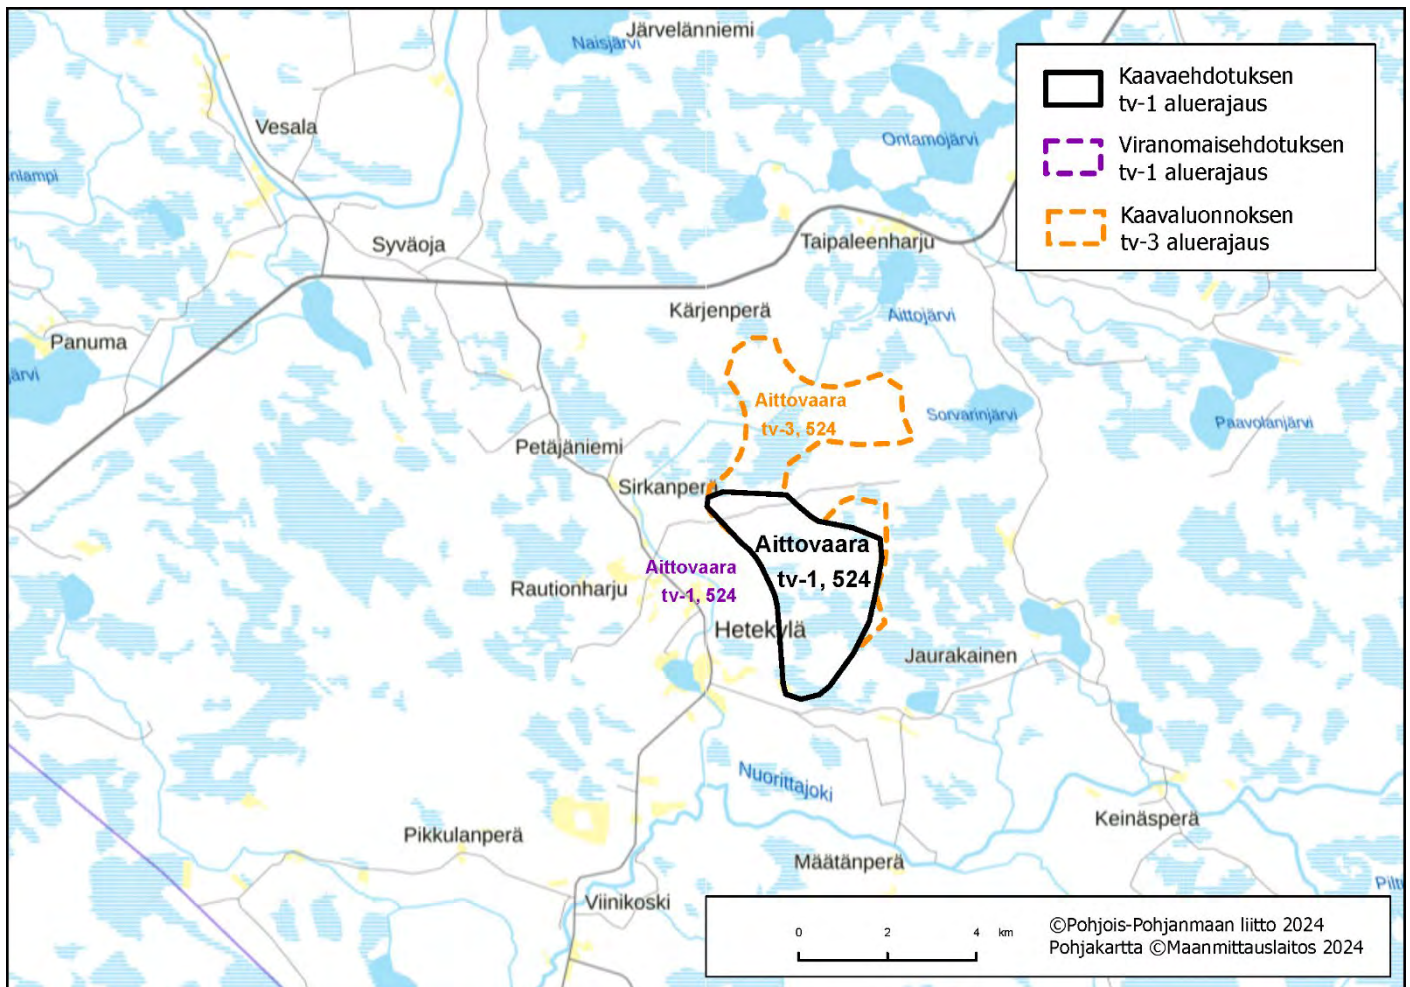 Järvelänniemi
Naisjärvi
Kaavaehdotuksen
tv-1 aluerajaus
Viranomaisehdotuksen
tv-1 aluerajaus
Kaavaluonnoksen
tv-3 aluerajaus
Vesala
Ontamojärvi
nlampi
Syväoja
Taipaleenharju
Kärjenperä
Aittojärvi
Panuma
järvi
Aittovaara
tv-3, 524
Sorvarinjärvi
Paavolanjärvi
Petäjäniemi
Sirkanperä
Aittovaara
tv-1, 524
Aittovaara
tv-1, 524
Rautionharju
Hetekylä
Jaurakainen
Nuorittajoki
Keinäsperä
Pikkulanperä
Määtänperä
Viinikoski
Piltu
0 2 4 km
©Pohjois-Pohjanmaan liitto 2024
Pohjakartta ©Maanmittauslaitos 2024